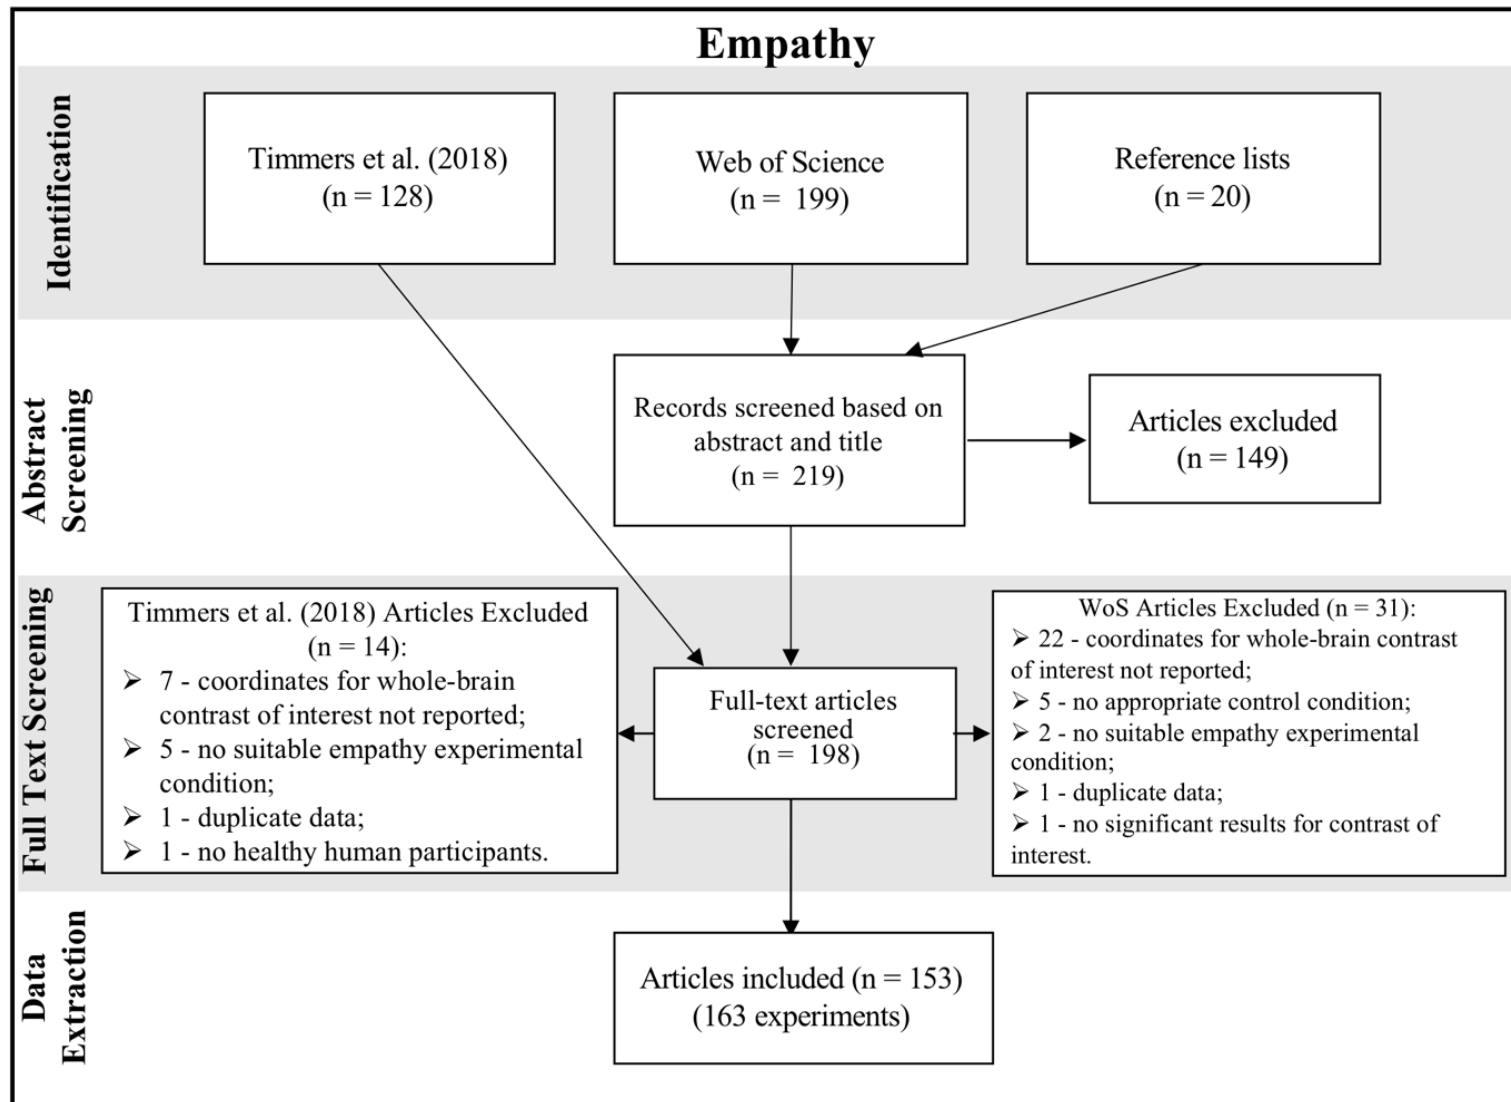 Empathy
Identification
Timmers et al. (2018)
(n = 128)
Web of Science
(n =  199)
Reference lists
(n = 20)
Abstract
Screening
Records screened based on
abstract and title
(n =  219)
Articles excluded
(n = 149)
Full Text Screening
Timmers et al. (2018) Articles Excluded
(n = 14):
➤ 7 - coordinates for whole-brain
contrast of interest not reported;
➤ 5 - no suitable empathy experimental
condition;
➤ 1 - duplicate data;
➤ 1 - no healthy human participants.
Full-text articles
screened
(n =  198)
WoS Articles Excluded (n = 31):
➤ 22 - coordinates for whole-brain contrast
of interest not reported;
➤ 5 - no appropriate control condition;
➤ 2 - no suitable empathy experimental
condition;
➤ 1 - duplicate data;
➤ 1 - no significant results for contrast of
interest.
Data
Extraction
Articles included (n = 153)
(163 experiments)